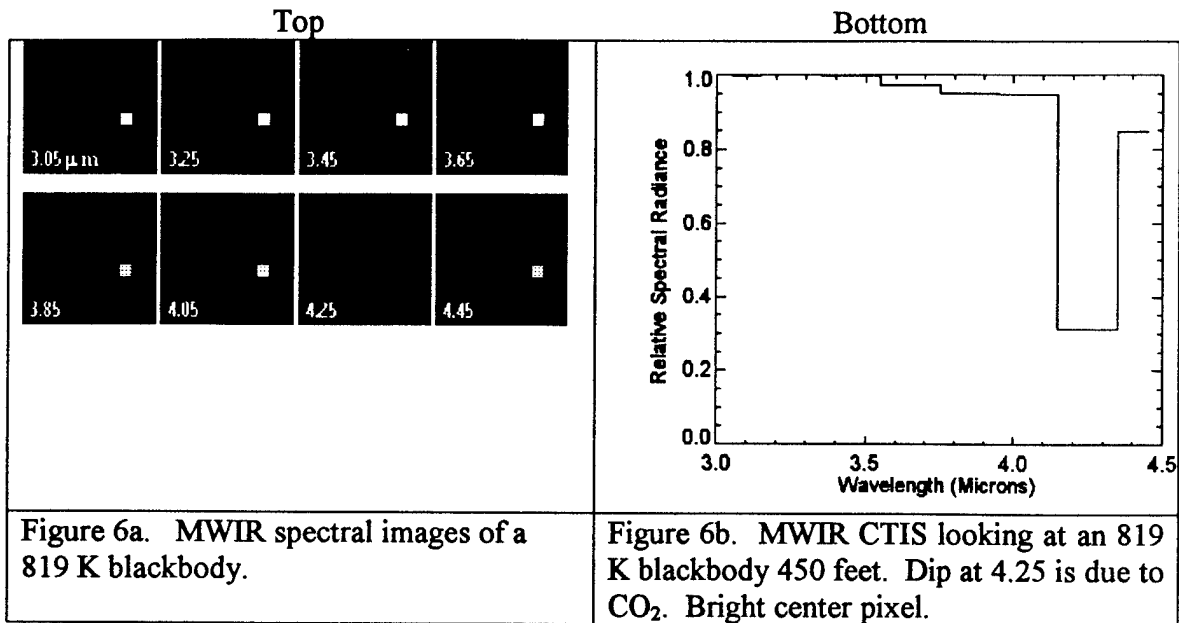 Top
Bottom
3.05 μm
3.25
3.45
3.65
3.85
4.05
4.25
4.45
Relative Spectral Radiance
1.0
0.8
0.6
0.4
0.2
0.0
3.0
3.5
4.0
4.5
Wavelength (Microns)
Figure 6a. MWIR spectral images of a
819 K blackbody.
Figure 6b. MWIR CTIS looking at an 819
K blackbody 450 feet. Dip at 4.25 is due to
CO₂. Bright center pixel.